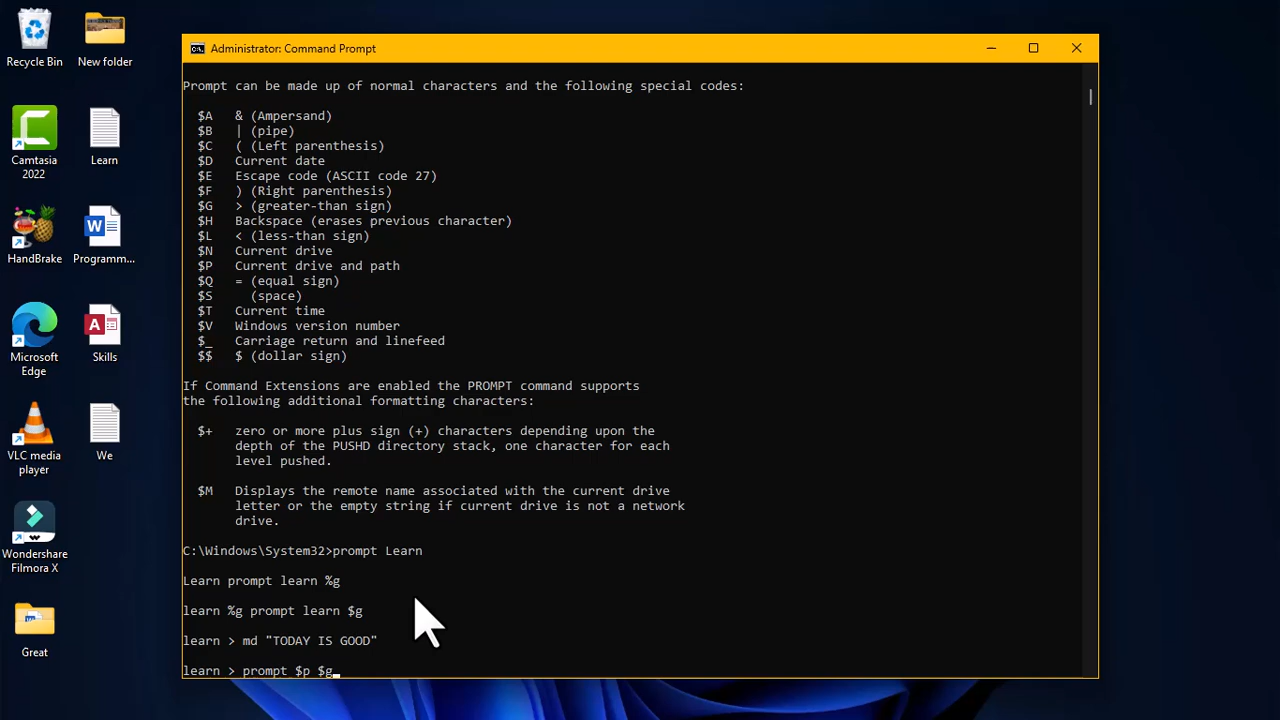 Recycle Bin
New folder
Camtasia
2022
Learn
HandBrake
Programm...
Microsoft
Edge
Skills
VLC media
player
We
Wondershare
Filmora X
Great
Administrator: Command Prompt
Prompt can be made up of normal characters and the following special codes:
$A & (Ampersand)
$B | (pipe)
$C ( (Left parenthesis)
$D Current date
$E Escape code (ASCII code 27)
$F ) (Right parenthesis)
$G > (greater-than sign)
$H Backspace (erases previous character)
$L < (less-than sign)
$N Current drive
$P Current drive and path
$Q = (equal sign)
$S (space)
$T Current time
$V Windows version number
$_ Carriage return and linefeed
$$ $ (dollar sign)
If Command Extensions are enabled the PROMPT command supports
the following additional formatting characters:
$+ zero or more plus sign (+) characters depending upon the
depth of the PUSHD directory stack, one character for each
level pushed.
$M Displays the remote name associated with the current drive
letter or the empty string if current drive is not a network
drive.
C:\Windows\System32>prompt Learn
Learn prompt learn %g
learn %g prompt learn $g
learn > md "TODAY IS GOOD"
learn > prompt $p $g